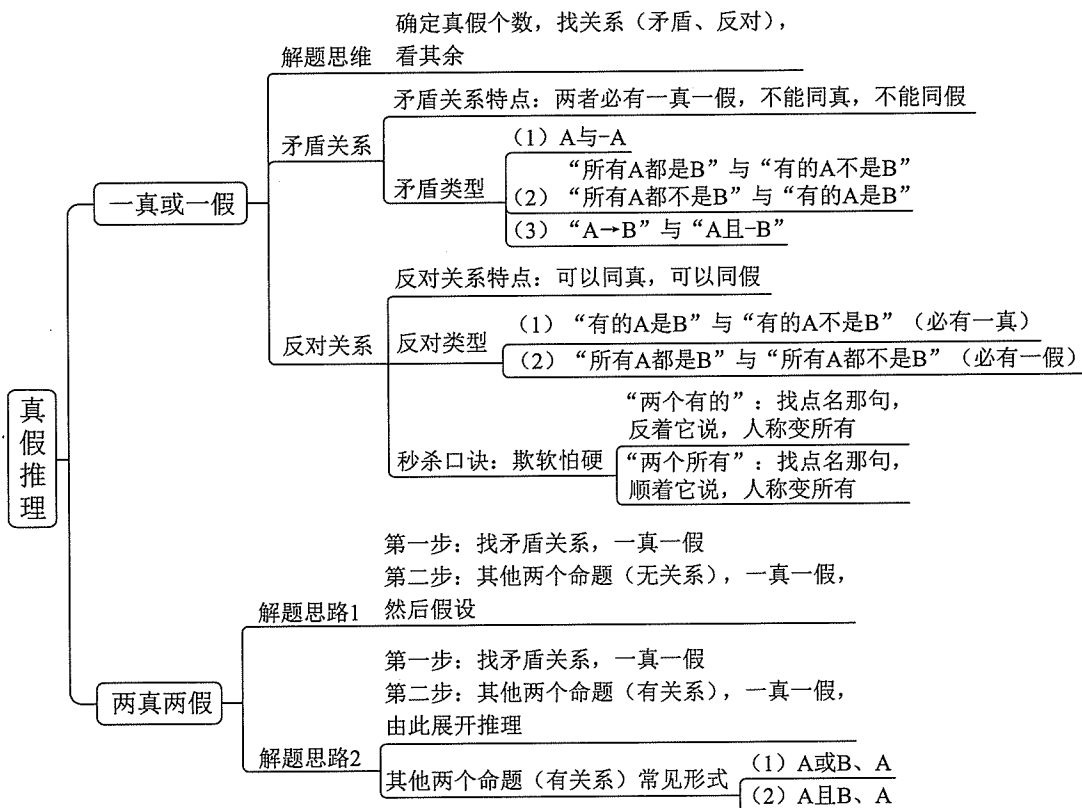 真假推理
一真或一假
解题思维
确定真假个数，找关系（矛盾、反对），
看其余
矛盾关系
矛盾关系特点：两者必有一真一假，不能同真，不能同假
矛盾类型
（1）A与-A
“所有A都是B”与“有的A不是B”
（2）“所有A都不是B”与“有的A是B”
（3）“A→B”与“A且-B”
反对关系
反对关系特点：可以同真，可以同假
反对类型
（1）“有的A是B”与“有的A不是B”（必有一真）
（2）“所有A都是B”与“所有A都不是B”（必有一假）
秒杀口诀：欺软怕硬
“两个有的”：找点名那句，
反着它说，人称变所有
“两个所有”：找点名那句，
顺着它说，人称变所有
两真两假
解题思路1
第一步：找矛盾关系，一真一假
第二步：其他两个命题（无关系），一真一假，
然后假设
解题思路2
第一步：找矛盾关系，一真一假
第二步：其他两个命题（有关系），一真一假，
由此展开推理
其他两个命题（有关系）常见形式
（1）A或B、A
（2）A且B、A